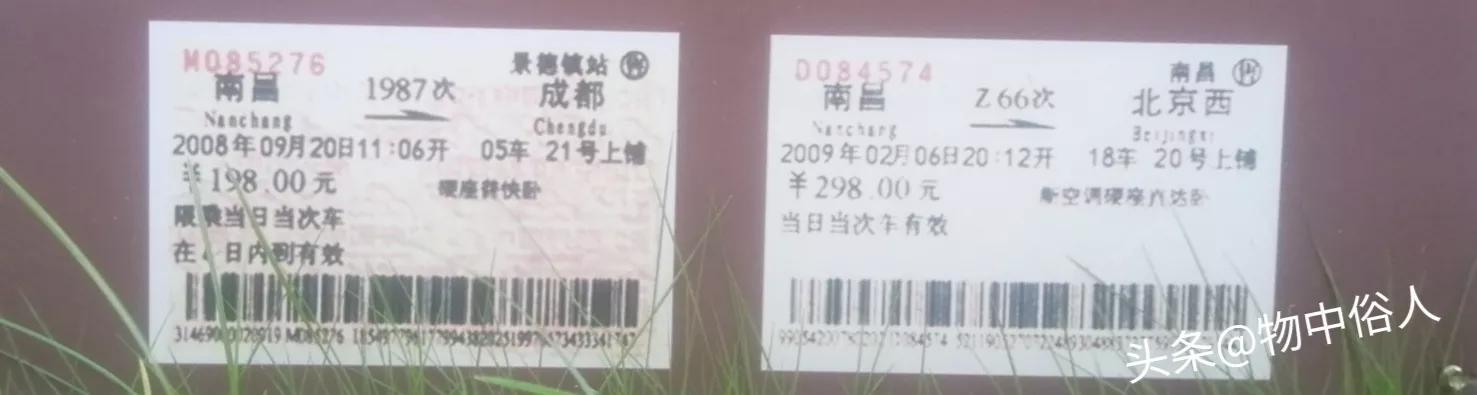 M085276
景德镇站 售
南昌 1987次 成都
Nanchang Chengdu
2008年09月20日11:06开 05车 21号上铺
￥198.00元 硬座普快卧
限乘当日当次车
在 日内到有效
D084574
南昌 售
南昌 Z66次 北京西
Nanchang Beijingxi
2009年02月06日20:12开 18车 20号上铺
￥298.00元 新空调硬座直达卧
当日当次车有效
头条@物中俗人